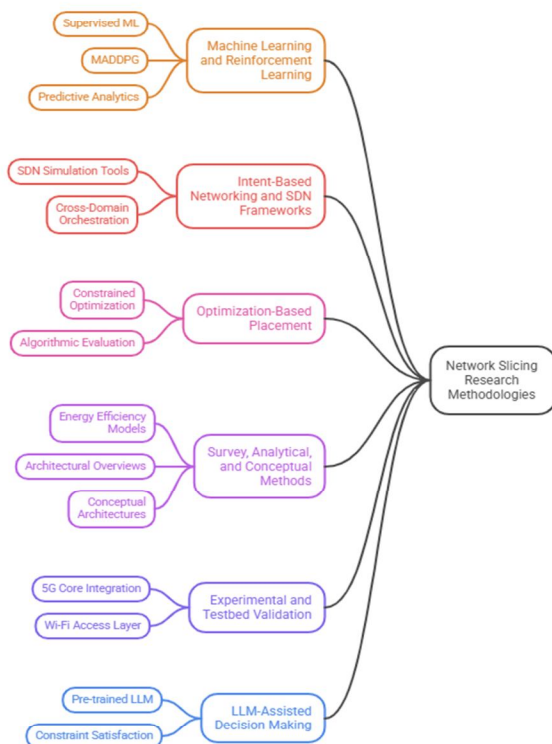 Supervised ML
MADDPG
Predictive Analytics
Machine Learning
and Reinforcement
Learning
SDN Simulation Tools
Cross-Domain
Orchestration
Intent-Based
Networking and SDN
Frameworks
Constrained
Optimization
Algorithmic Evaluation
Optimization-Based
Placement
Network Slicing
Research
Methodologies
Energy Efficiency
Models
Architectural Overviews
Conceptual
Architectures
Survey, Analytical,
and Conceptual
Methods
5G Core Integration
Wi-Fi Access Layer
Experimental and
Testbed Validation
Pre-trained LLM
Constraint Satisfaction
LLM-Assisted
Decision Making